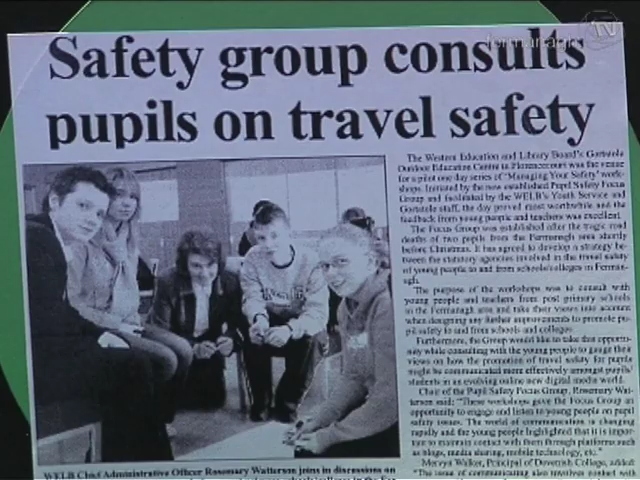 fermanagh TV
Safety group consults
pupils on travel safety
The Western Education and Library Board's Gortatole
Outdoor Education Centre in Florencecourt was the venue
for a pilot one day series of "Managing Your Safety" work-
shops. Initiated by the new established Pupil Safety Focus
Group and facilitated by the WELB's Youth Service and
Gortatole staff, the day proved most worthwhile and the
feedback from young people and teachers was excellent.
The Focus Group was established after the tragic road
deaths of two pupils from the Fermanagh area shortly
before Christmas. It has agreed to develop a strategy be-
tween the statutory agencies involved in the travel safety
of young people to and from schools/colleges in Ferman-
agh.
The purpose of the workshops was to consult with
young people and teachers from post primary schools
in the Fermanagh area and take their views into account
when designing any further improvements to promote pu-
pil safety to and from schools and colleges.
Furthermore, the Group would like to take this opportu-
nity while consulting with the young people to gauge their
views on how the promotion of travel safety for pupils
might be communicated more effectively amongst pupils/
students in an evolving online new digital media world.
Chair of the Pupil Safety Focus Group, Rosemary Wat-
terson said: "These workshops gave the Focus Group an
opportunity to engage and listen to young people on pupil
safety issues. The world of communication is changing
rapidly and the young people highlighted that it is impor-
tant to maintain contact with them through platforms such
as blogs, media sharing, mobile technology, etc."
Mervyn Walker, Principal of Devenish College, added
"The issue of communicating also involves contact with
WELB Chief Administrative Officer Rosemary Watterson joins in discussions on